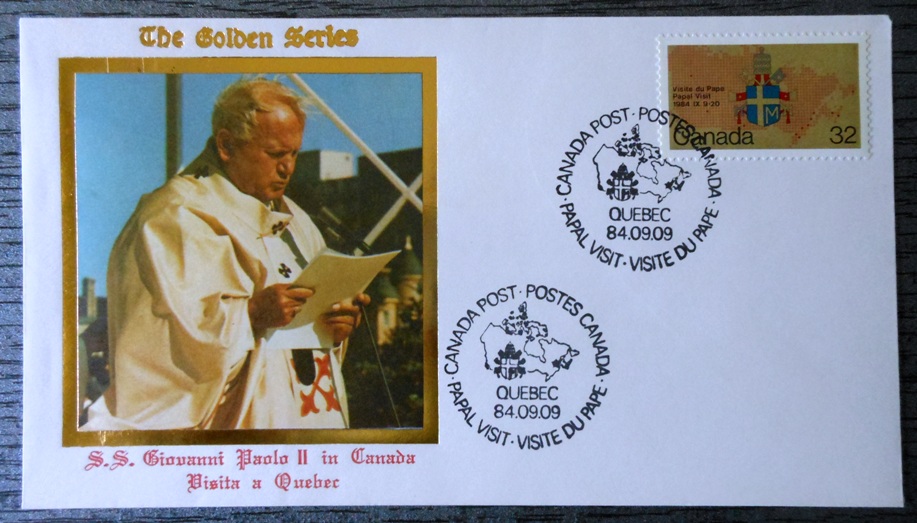 The Golden Series
Visite du Pape
Papal Visit
1984 IX 9-20
M
Canada
32
CANADA POST · POSTES CANADA
QUEBEC
84.09.09
· PAPAL VISIT · VISITE DU PAPE ·
CANADA POST · POSTES CANADA
QUEBEC
84.09.09
· PAPAL VISIT · VISITE DU PAPE ·
S.S. Giovanni Paolo II in Canada
Visita a Quebec